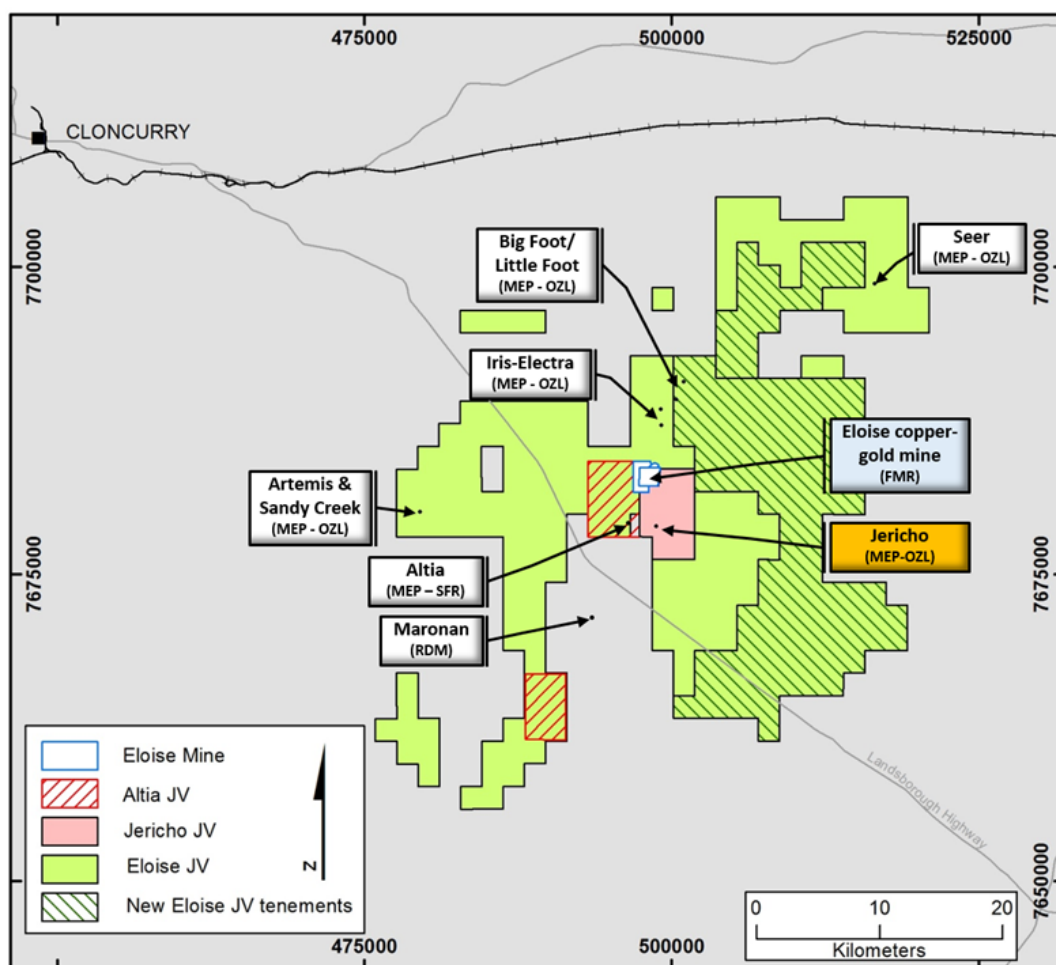 475000
500000
525000
CLONCURRY
7700000
7700000
Big Foot/
Little Foot
(MEP - OZL)
Seer
(MEP - OZL)
Iris-Electra
(MEP - OZL)
Eloise copper-
gold mine
(FMR)
Artemis &
Sandy Creek
(MEP - OZL)
Jericho
(MEP-OZL)
Altia
(MEP – SFR)
7675000
7675000
Maronan
(RDM)
Landsborough Highway
Eloise Mine
Altia JV
Jericho JV
Eloise JV
New Eloise JV tenements
N
7650000
0
10
20
Kilometers
475000
500000